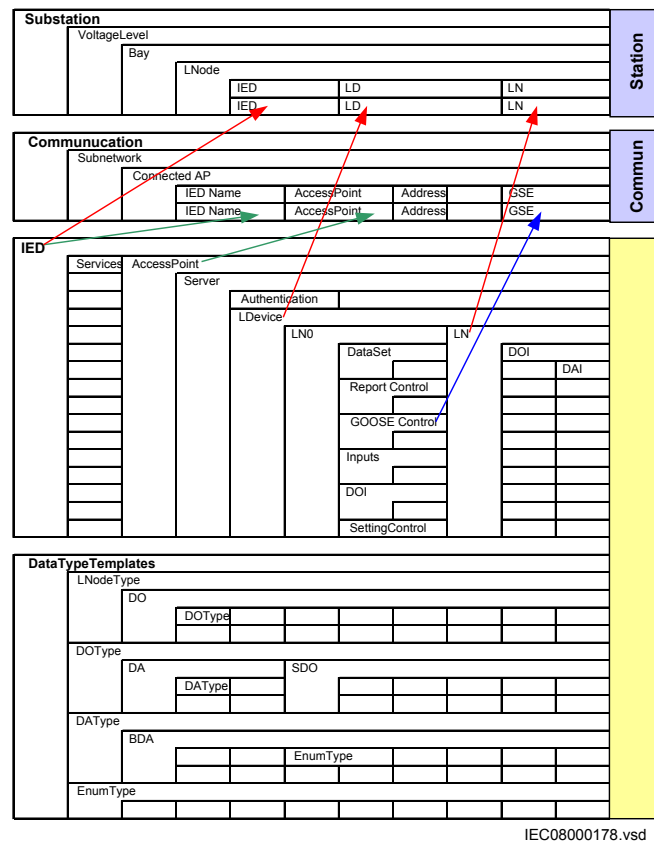 Substation
VoltageLevel
Bay
LNode
IED LD LN
IED LD LN
Station
Communucation
Subnetwork
Connected AP
IED Name AccessPoint Address GSE
IED Name AccessPoint Address GSE
Commun
IED
Services AccessPoint
Server
Authentication
LDevice
LN0 LN
DataSet DOI
DAI
Report Control
GOOSE Control
Inputs
DOI
SettingControl
DataTypeTemplates
LNodeType
DO
DOType
DOType
DA SDO
DAType
DAType
BDA
EnumType
EnumType
IEC08000178.vsd